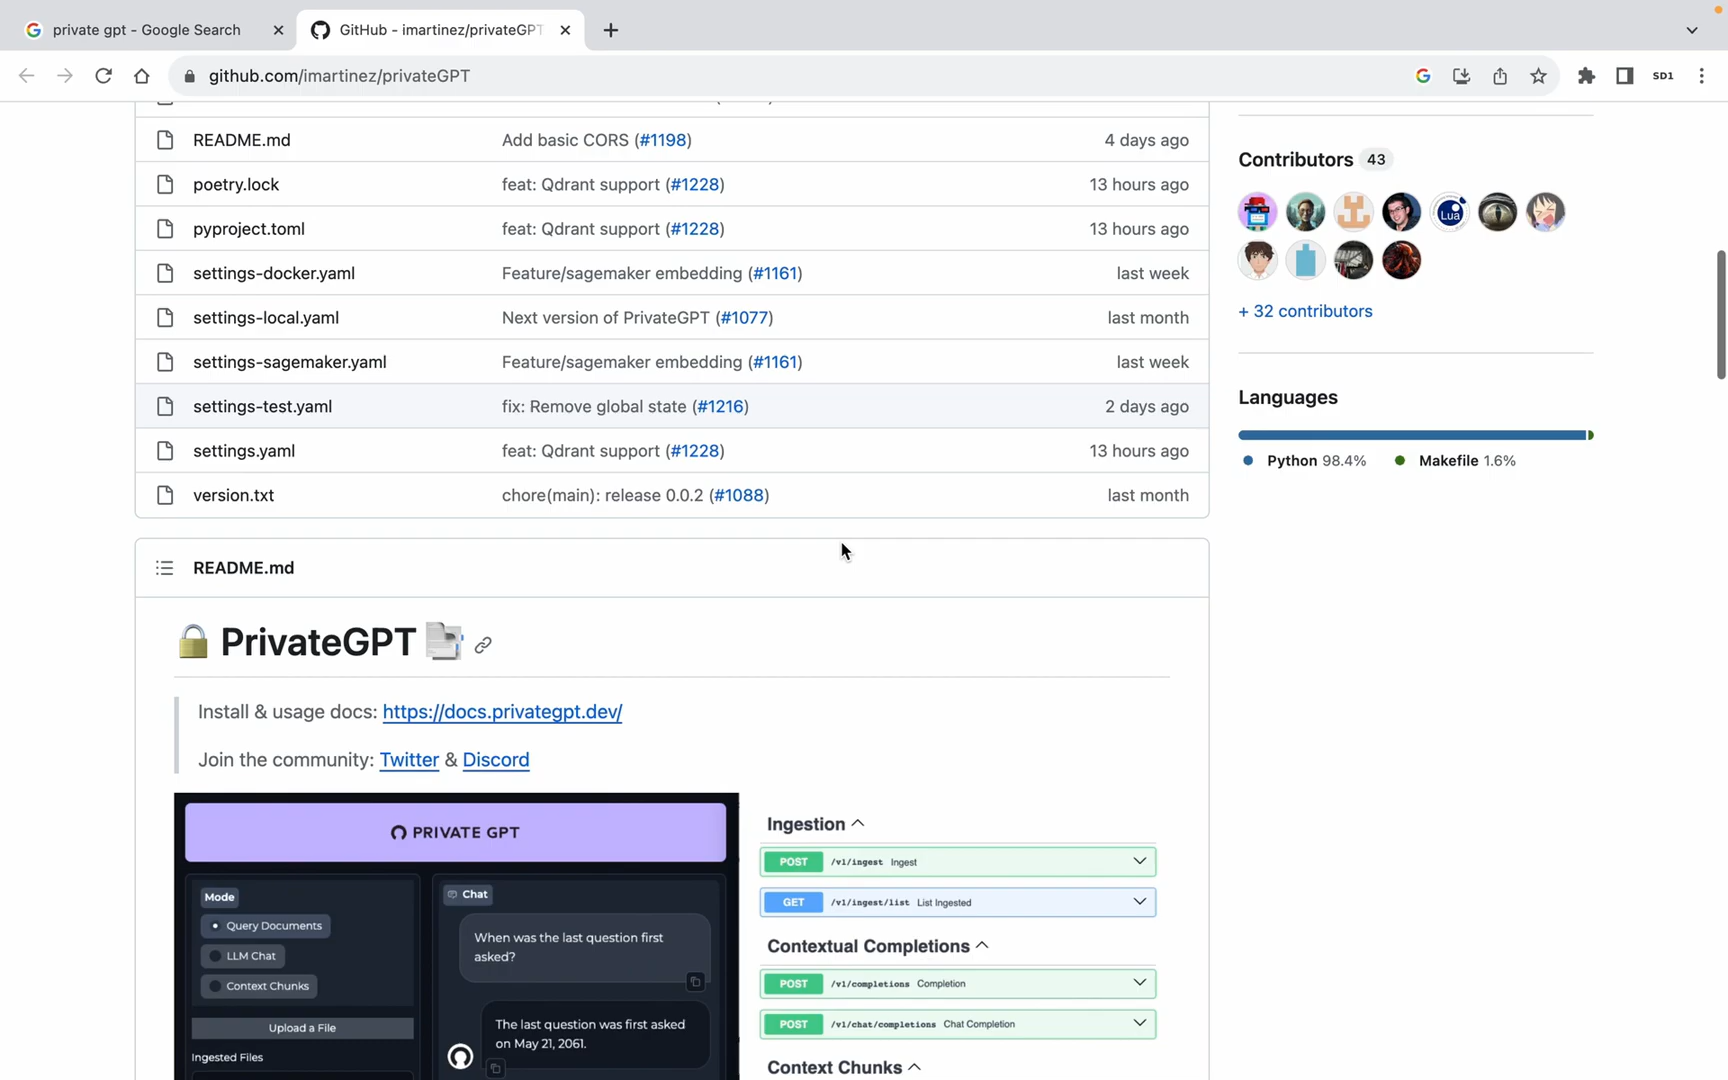 private gpt - Google Search
GitHub - imartinez/privateGPT
github.com/imartinez/privateGPT
SD1
README.md Add basic CORS (#1198) 4 days ago
poetry.lock feat: Qdrant support (#1228) 13 hours ago
pyproject.toml feat: Qdrant support (#1228) 13 hours ago
settings-docker.yaml Feature/sagemaker embedding (#1161) last week
settings-local.yaml Next version of PrivateGPT (#1077) last month
settings-sagemaker.yaml Feature/sagemaker embedding (#1161) last week
settings-test.yaml fix: Remove global state (#1216) 2 days ago
settings.yaml feat: Qdrant support (#1228) 13 hours ago
version.txt chore(main): release 0.0.2 (#1088) last month
Contributors 43
Lua
+ 32 contributors
Languages
Python 98.4% Makefile 1.6%
README.md
PrivateGPT
Install & usage docs: https://docs.privategpt.dev/
Join the community: Twitter & Discord
PRIVATE GPT
Mode
Query Documents
LLM Chat
Context Chunks
Upload a File
Ingested Files
Chat
When was the last question first
asked?
The last question was first asked
on May 21, 2061.
Ingestion
POST /v1/ingest Ingest
GET /v1/ingest/list List Ingested
Contextual Completions
POST /v1/completions Completion
POST /v1/chat/completions Chat Completion
Context Chunks